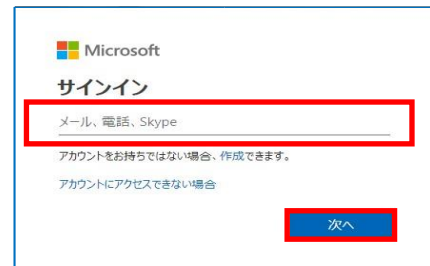 Microsoft
サインイン
メール、電話、Skype
アカウントをお持ちではない場合、作成できます。
アカウントにアクセスできない場合
次へ